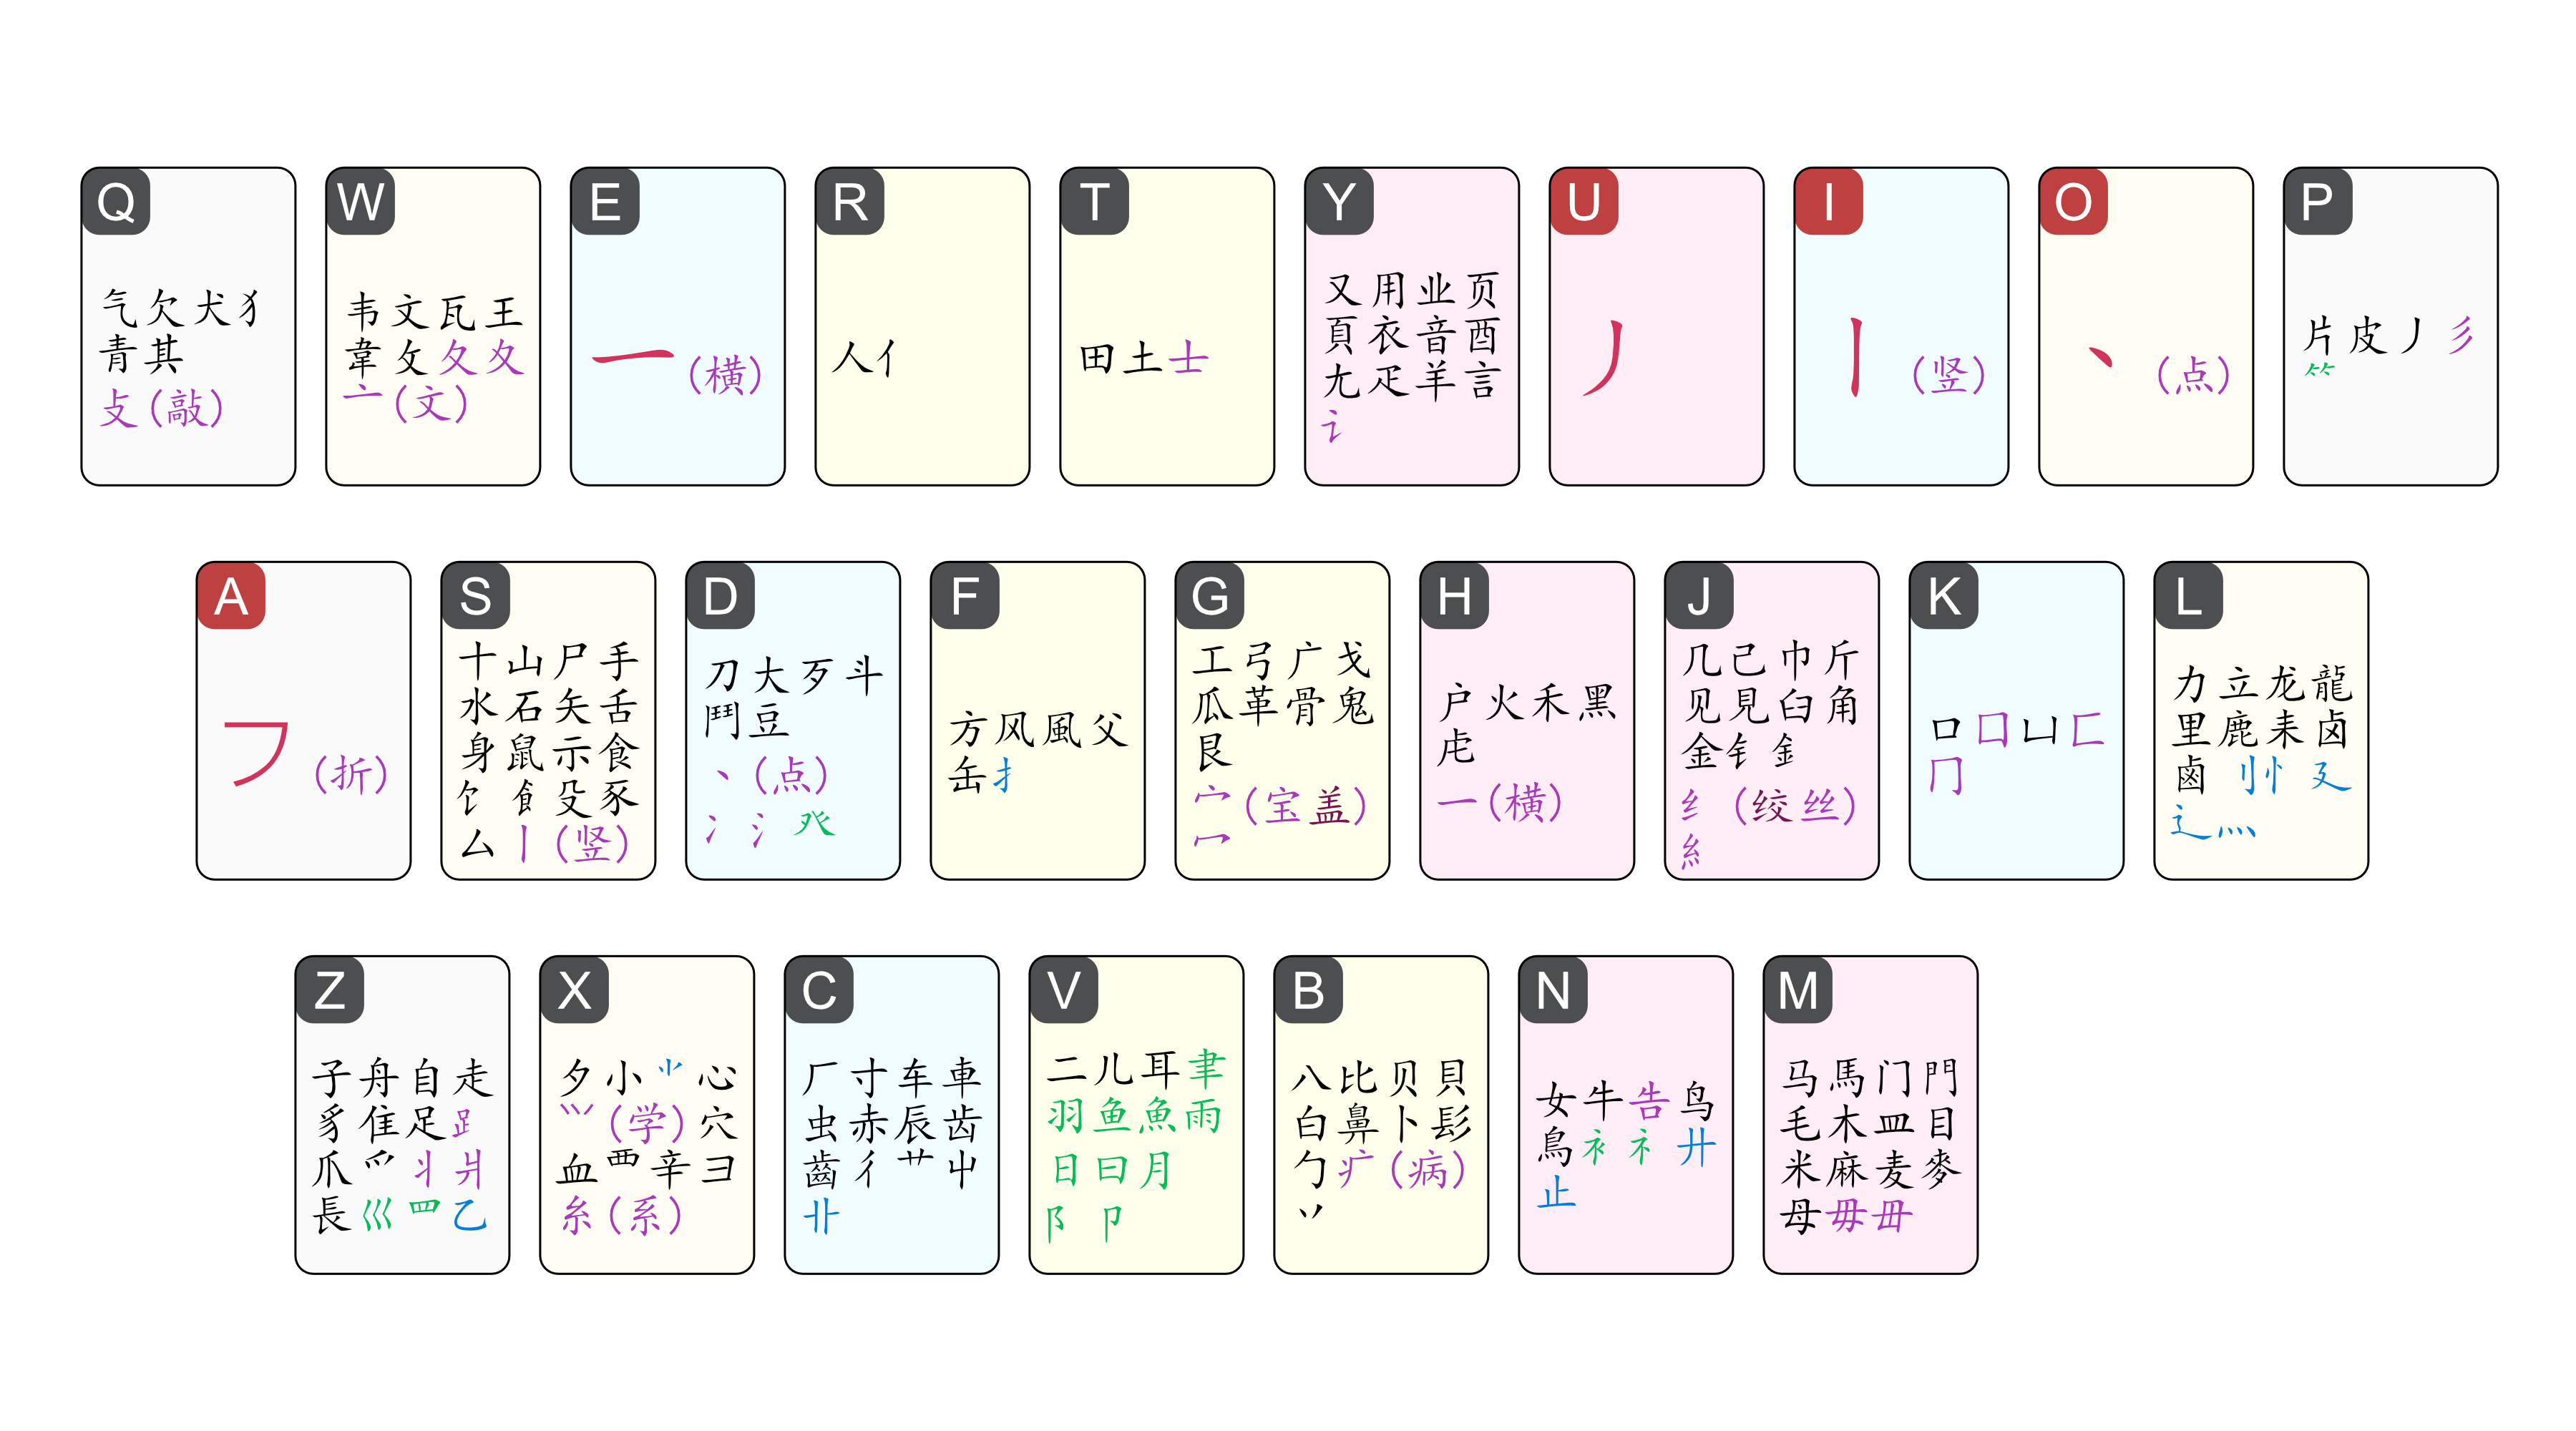 Q
气欠犬犭
青其
攴(敲)
W
韦文瓦王
韋攵夂夊
亠(文)
E
一(横)
R
人亻
T
田土士
Y
又用业页
頁衣音酉
尢疋羊言
讠
U
丿
I
丨(竖)
O
丶(点)
P
片皮丿彡
⺮
A
㇇(折)
S
十山尸手
水石矢舌
身鼠示食
饣飠殳豕
厶丨(竖)
D
刀大歹斗
鬥豆
丶(点)
冫氵癶
F
方风風父
缶扌
G
工弓广戈
瓜革骨鬼
艮
宀(宝盖)
冖
H
户火禾黑
虍
一(横)
J
几己巾斤
见見臼角
金钅釒
纟(绞丝)
糹
K
口囗凵匚
冂
L
力立龙龍
里鹿耒卤
鹵刂忄廴
辶灬
Z
子舟自走
豸隹足𧾷
爪爫丬爿
長巛罒乙
X
夕小⺌心
⺍(学)穴
血覀辛彐
糸(系)
C
厂寸车車
虫赤辰齿
齒彳艹屮
卝
V
二儿耳聿
羽鱼魚雨
日曰月
阝卩
B
八比贝貝
白鼻卜髟
勹疒(病)
丷
N
女牛告鸟
鳥衤礻廾
止
M
马馬门門
毛木皿目
米麻麦麥
母毋毌